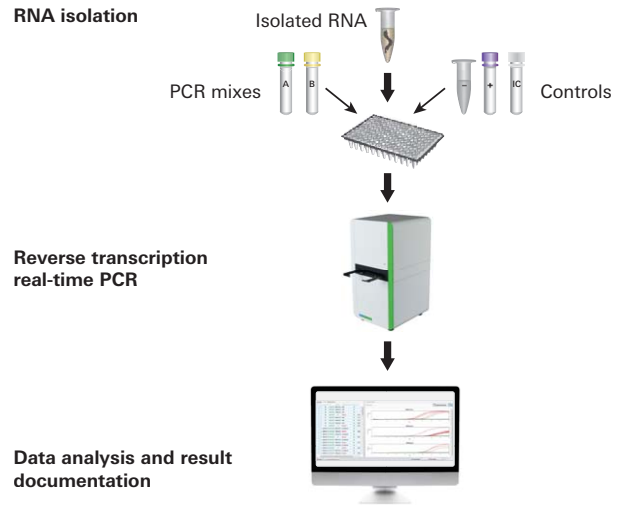 RNA isolation
Isolated RNA
PCR mixes
A
B
–
+
IC
Controls
Reverse transcription
real-time PCR
Data analysis and result
documentation